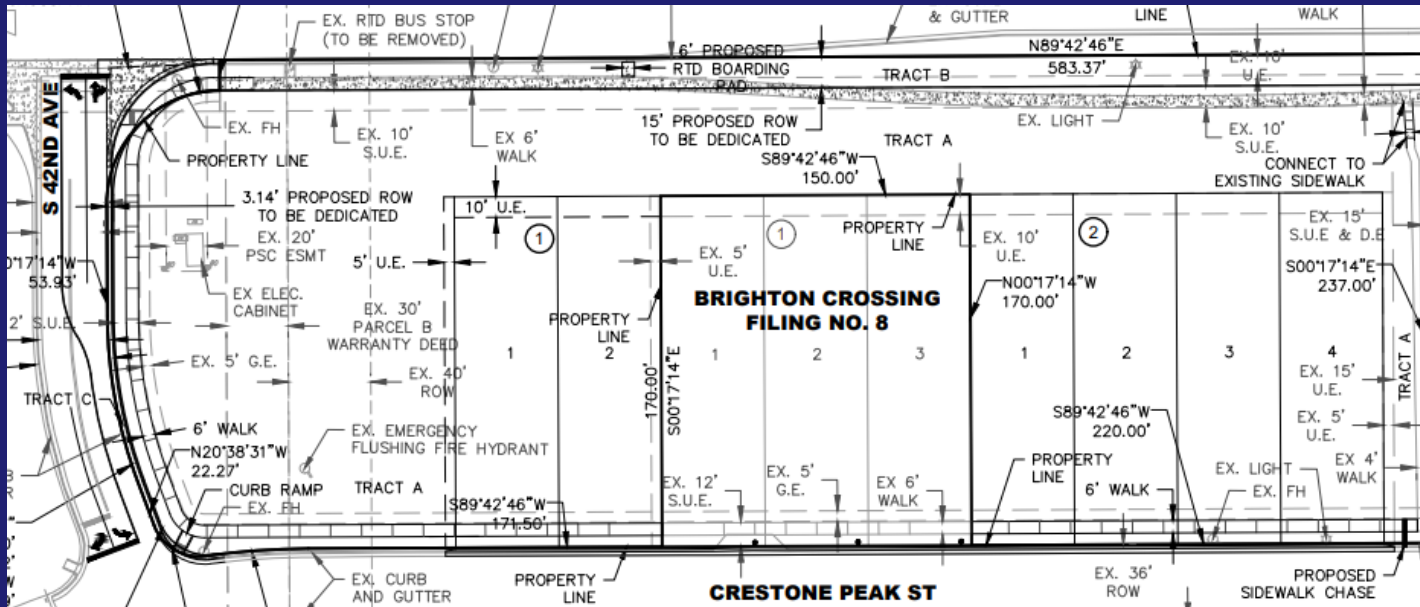 EX. RTD BUS STOP
(TO BE REMOVED)
& GUTTER
LINE
WALK
6' PROPOSED
RTD BOARDING
PAD
N89°42'46"E
583.37'
TRACT B
EX. 10'
U.E.
S 42ND AVE
EX. FH
EX. 10'
S.U.E.
EX 6'
WALK
15' PROPOSED ROW
TO BE DEDICATED
TRACT A
EX. LIGHT
EX. 10'
S.U.E.
PROPERTY LINE
S89°42'46"W
150.00'
CONNECT TO
EXISTING SIDEWALK
3.14' PROPOSED ROW
TO BE DEDICATED
10' U.E.
1
1
PROPERTY
LINE
2
EX. 15'
S.U.E & D.E
EX. 20'
PSC ESMT
5' U.E.
EX. 5'
U.E.
EX. 10'
U.E.
0°17'14"W
53.93'
S00°17'14"E
237.00'
EX ELEC.
CABINET
N00°17'14"W
170.00'
BRIGHTON CROSSING
FILING NO. 8
2' S.U.E.
EX. 30'
PARCEL B
WARRANTY DEED
PROPERTY
LINE
1
2
1
2
3
1
2
3
4
EX. 5' G.E.
EX. 40'
ROW
170.00'
S00°17'14"E
EX. 15'
U.E.
TRACT A
TRACT C
6' WALK
N20°38'31"W
22.27'
EX. EMERGENCY
FLUSHING FIRE HYDRANT
S89°42'46"W
220.00'
EX. 5'
U.E.
CURB RAMP
EX. FH
TRACT A
S89°42'46"W
171.50'
EX. 12'
S.U.E.
EX. 5'
G.E.
EX 6'
WALK
PROPERTY
LINE
6' WALK
EX. LIGHT
EX. FH
EX 4'
WALK
EX. CURB
AND GUTTER
PROPERTY
LINE
CRESTONE PEAK ST
EX. 36'
ROW
PROPOSED
SIDEWALK CHASE